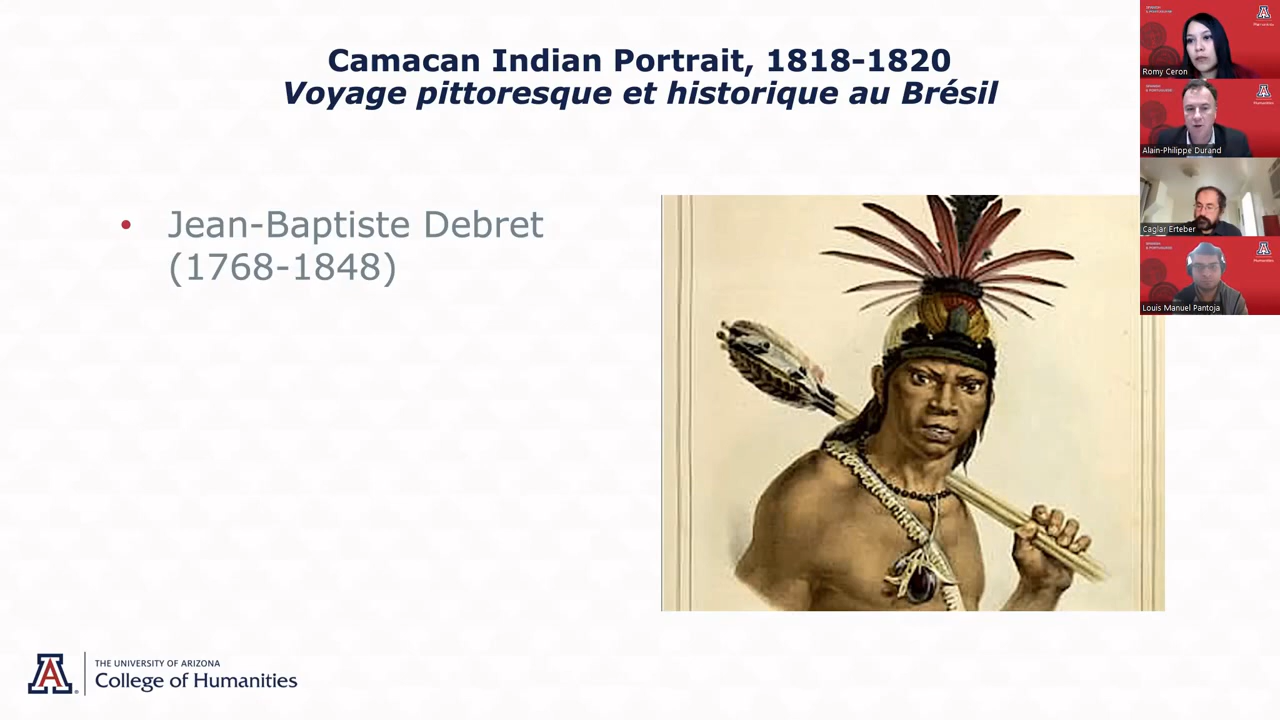 Camacan Indian Portrait, 1818-1820
Voyage pittoresque et historique au Brésil
• Jean-Baptiste Debret
(1768-1848)
THE UNIVERSITY OF ARIZONA
College of Humanities
Romy Ceron
Alain-Philippe Durand
Caglar Erteber
Louis Manuel Pantoja